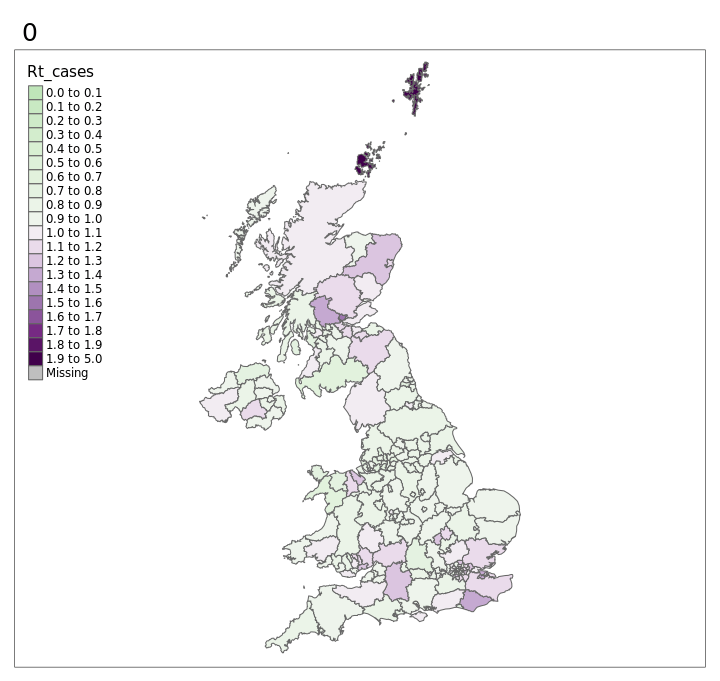 0
Rt_cases
0.0 to 0.1
0.1 to 0.2
0.2 to 0.3
0.3 to 0.4
0.4 to 0.5
0.5 to 0.6
0.6 to 0.7
0.7 to 0.8
0.8 to 0.9
0.9 to 1.0
1.0 to 1.1
1.1 to 1.2
1.2 to 1.3
1.3 to 1.4
1.4 to 1.5
1.5 to 1.6
1.6 to 1.7
1.7 to 1.8
1.8 to 1.9
1.9 to 5.0
Missing